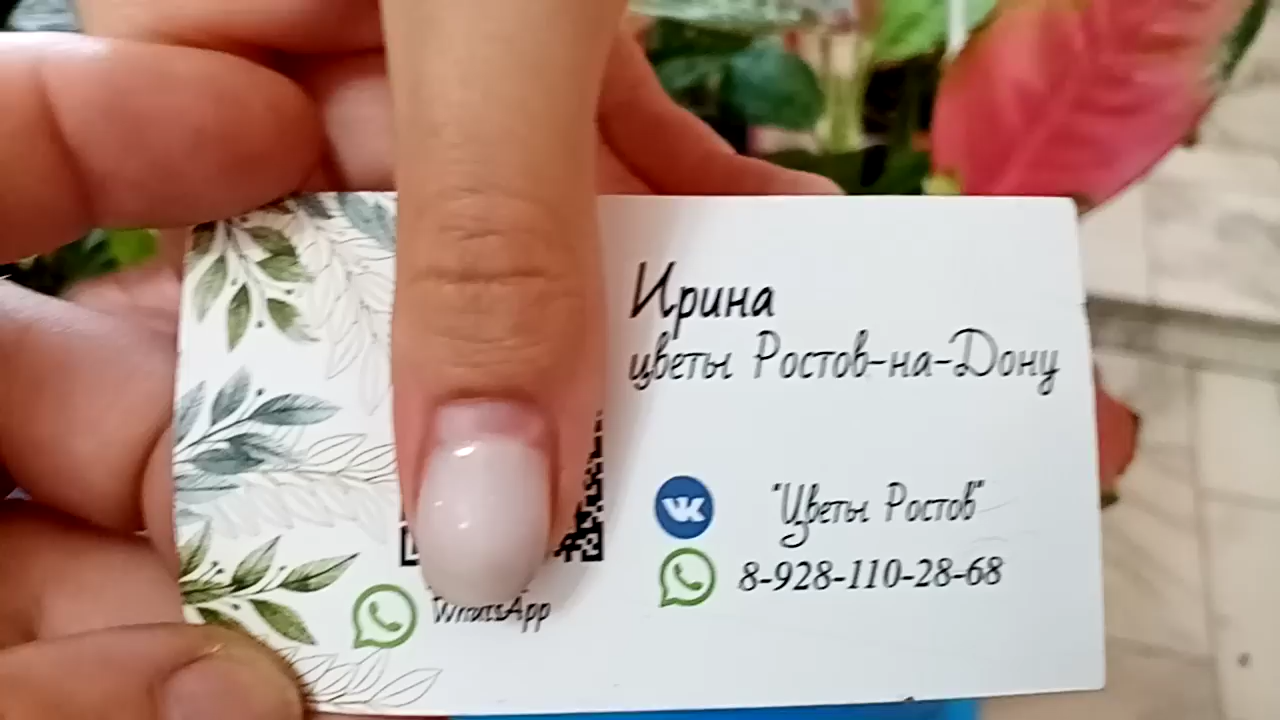 Ирина
цветы Ростов-на-Дону
"Цветы Ростов"
8-928-110-28-68
WhatsApp